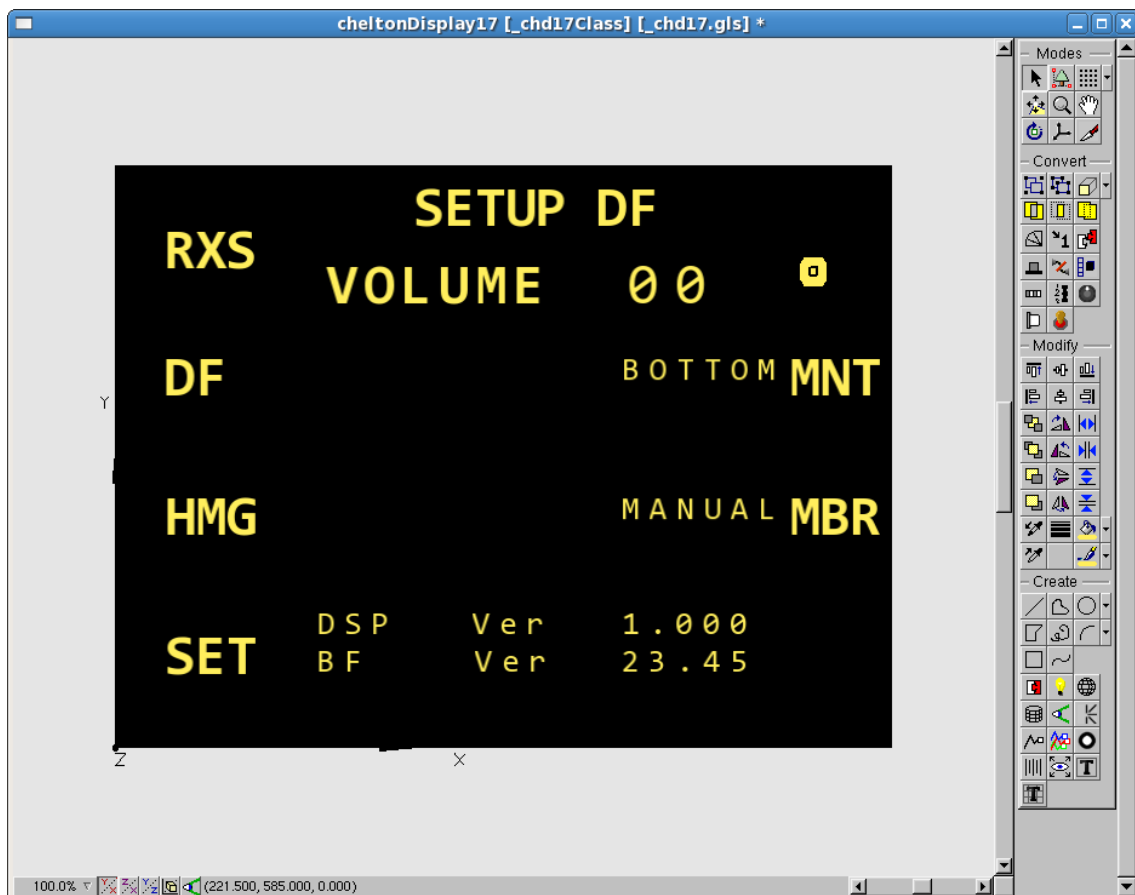 cheltonDisplay17 [_chd17Class] [_chd17.gls] *
Modes
Convert
1
Modify
Create
T
T
SETUP DF
RXS
VOLUME 00
DF
BOTTOM MNT
HMG
MANUAL MBR
SET
DSP Ver 1.000
BF Ver 23.45
Y
Z
X
100.0% (221.500, 585.000, 0.000)